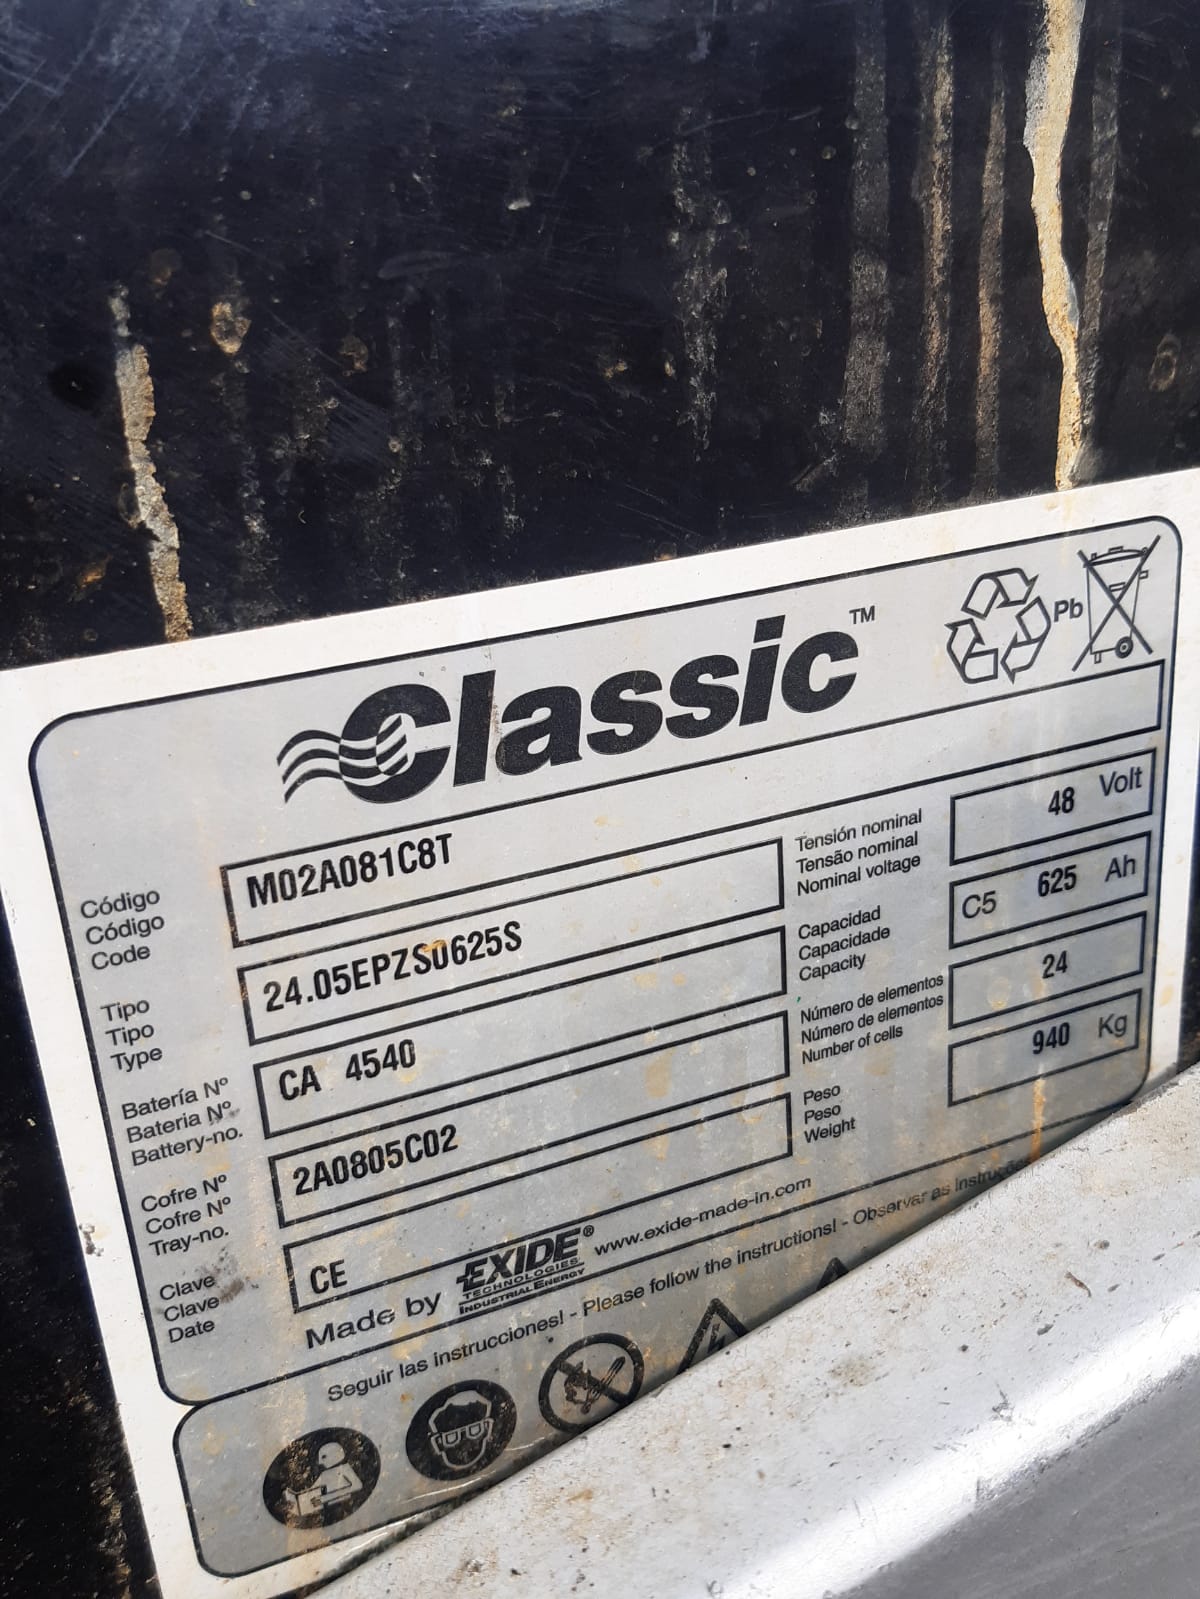 Classic™
Pb
Código
Código
Code
M02A081C8T
Tipo
Tipo
Type
24.05EPZS0625S
Batería Nº
Bateria Nº
Battery-no.
CA 4540
Cofre Nº
Cofre Nº
Tray-no.
2A0805C02
Clave
Clave
Date
CE
Tensión nominal
Tensão nominal
Nominal voltage
48 Volt
Capacidad
Capacidade
Capacity
C5 625 Ah
Número de elementos
Número de elementos
Number of cells
24
Peso
Peso
Weight
940 Kg
Made by EXIDE® www.exide-made-in.com
TECHNOLOGIES
INDUSTRIAL ENERGY
Seguir las instrucciones! - Please follow the instructions! - Observar as